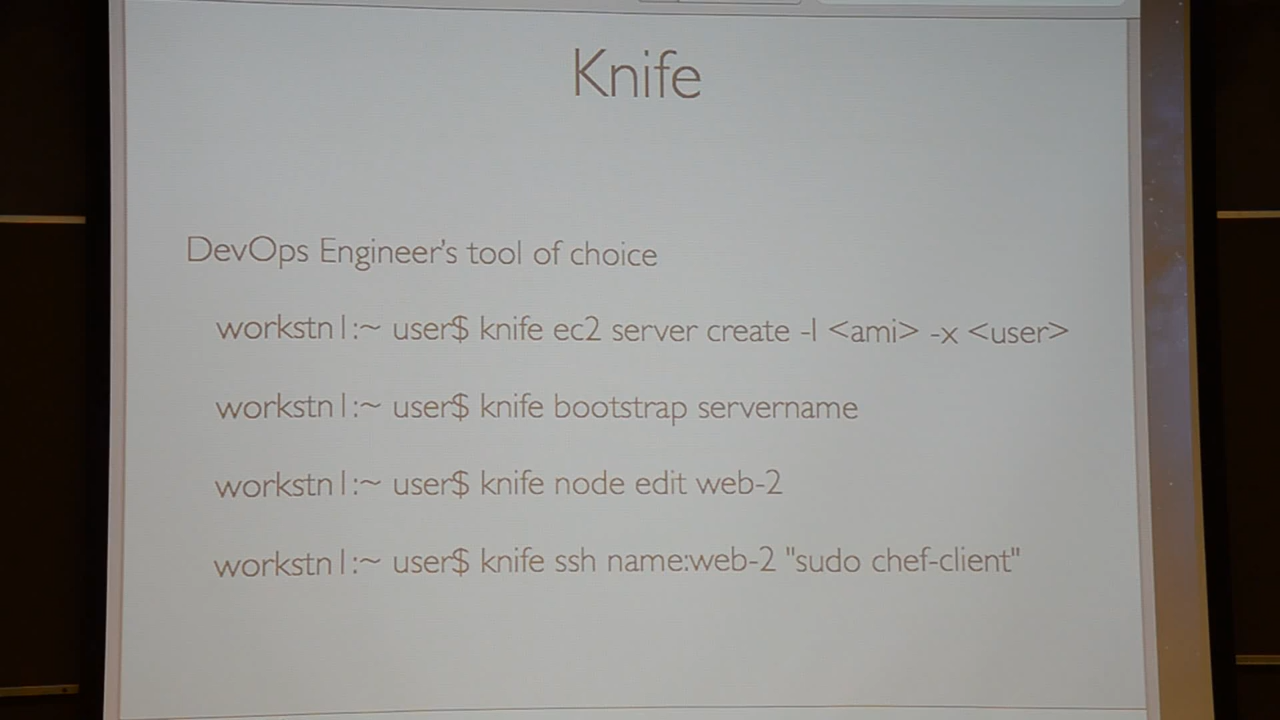 Knife
DevOps Engineer's tool of choice
workstn1:~ user$ knife ec2 server create -I <ami> -x <user>
workstn1:~ user$ knife bootstrap servername
workstn1:~ user$ knife node edit web-2
workstn1:~ user$ knife ssh name:web-2 "sudo chef-client"